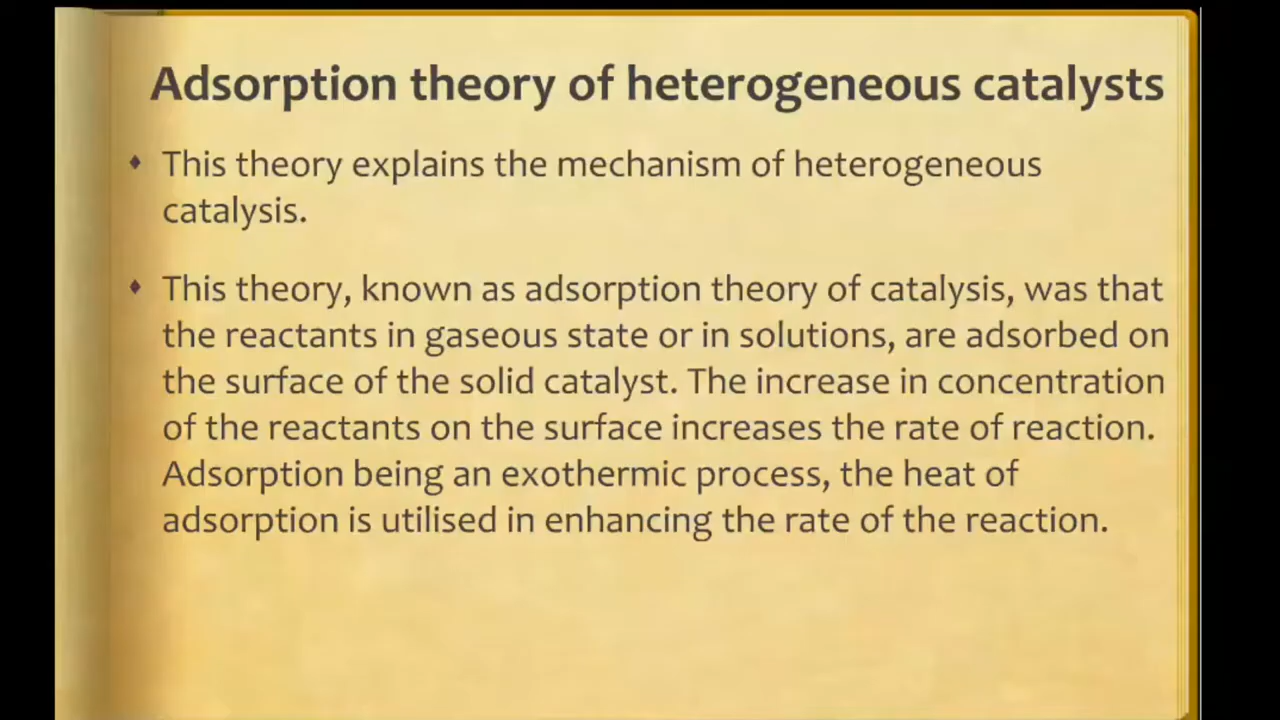 Adsorption theory of heterogeneous catalysts
♦ This theory explains the mechanism of heterogeneous
catalysis.
♦ This theory, known as adsorption theory of catalysis, was that
the reactants in gaseous state or in solutions, are adsorbed on
the surface of the solid catalyst. The increase in concentration
of the reactants on the surface increases the rate of reaction.
Adsorption being an exothermic process, the heat of
adsorption is utilised in enhancing the rate of the reaction.